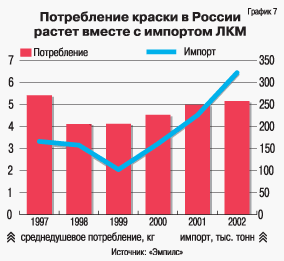 График 7
Потребление краски в России
растет вместе с импортом ЛКМ
Потребление Импорт
7 350
6 300
5 250
4 200
3 150
2 100
1 50
0 0
1997 1998 1999 2000 2001 2002
среднедушевое потребление, кг импорт, тыс. тонн
Источник: «Эмпилс»